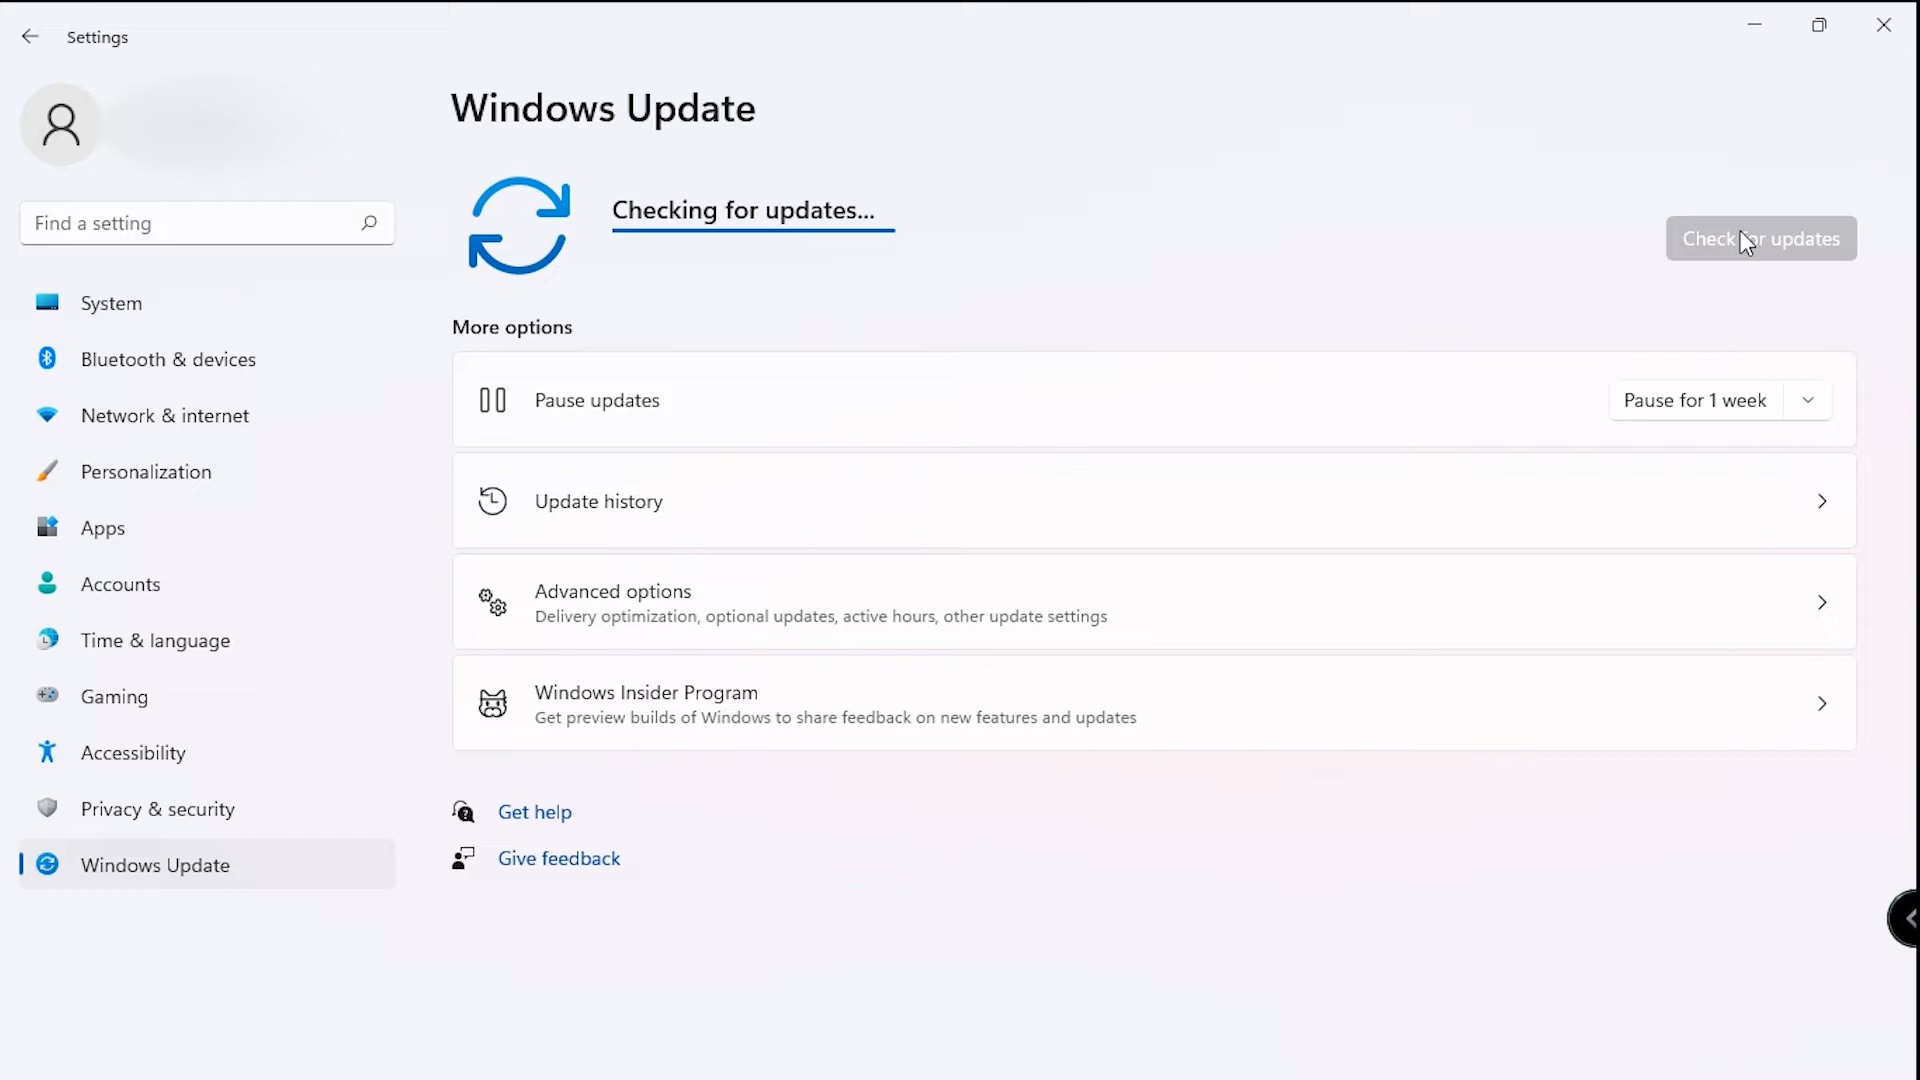 Settings
Find a setting
System
Bluetooth & devices
Network & internet
Personalization
Apps
Accounts
Time & language
Gaming
Accessibility
Privacy & security
Windows Update
Windows Update
Checking for updates...
Check for updates
More options
Pause updates
Pause for 1 week
Update history
Advanced options
Delivery optimization, optional updates, active hours, other update settings
Windows Insider Program
Get preview builds of Windows to share feedback on new features and updates
Get help
Give feedback